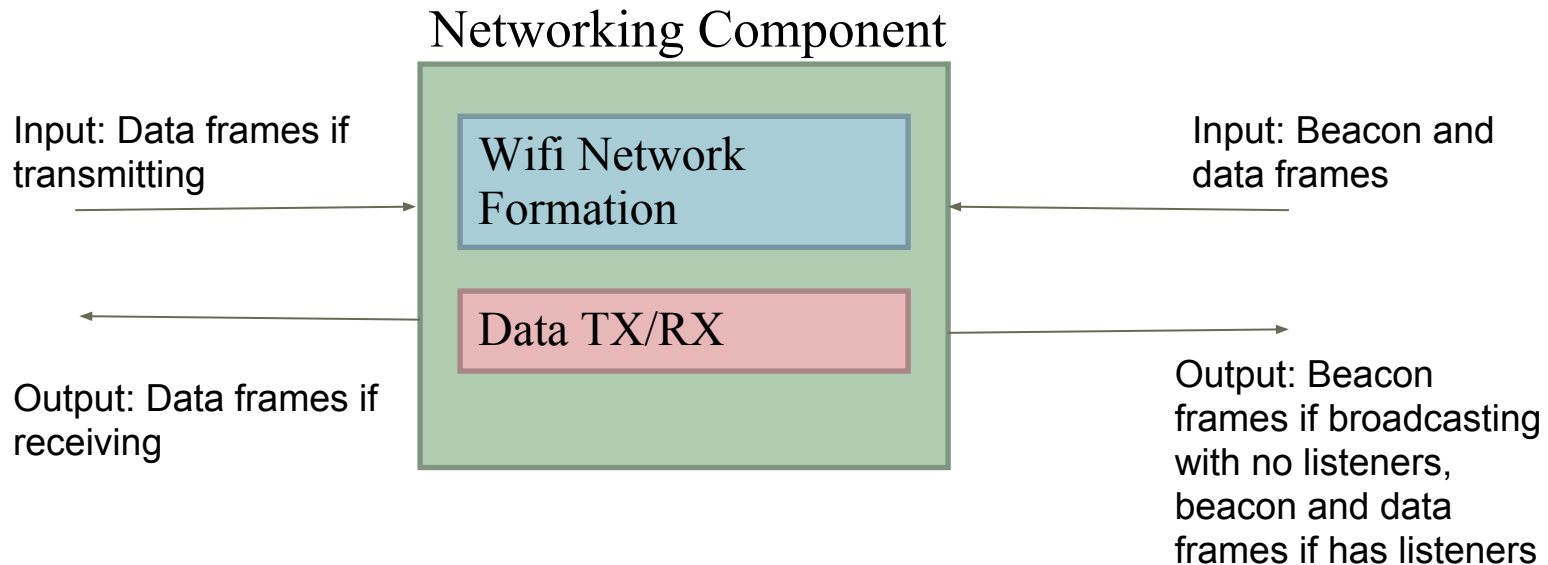 Networking Component
Input: Data frames if
transmitting
Wifi Network
Formation
Input: Beacon and
data frames
Data TX/RX
Output: Data frames if
receiving
Output: Beacon
frames if broadcasting
with no listeners,
beacon and data
frames if has listeners